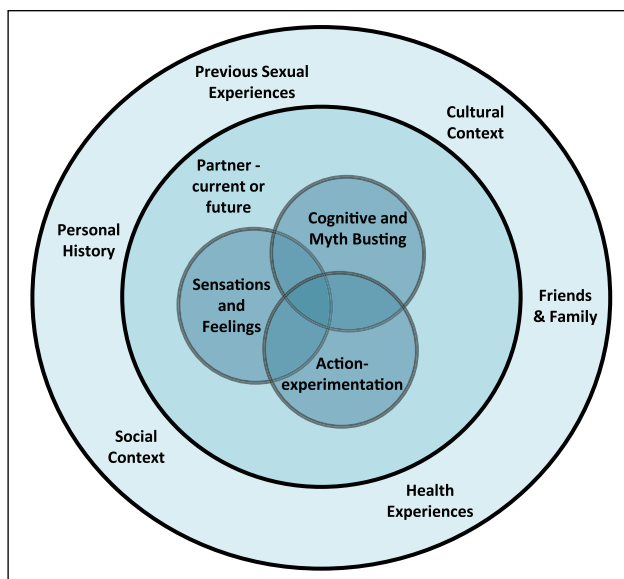 Previous Sexual
Experiences
Cultural
Context
Partner -
current or
future
Cognitive and
Myth Busting
Personal
History
Sensations
and
Feelings
Friends
& Family
Action-
experimentation
Social
Context
Health
Experiences